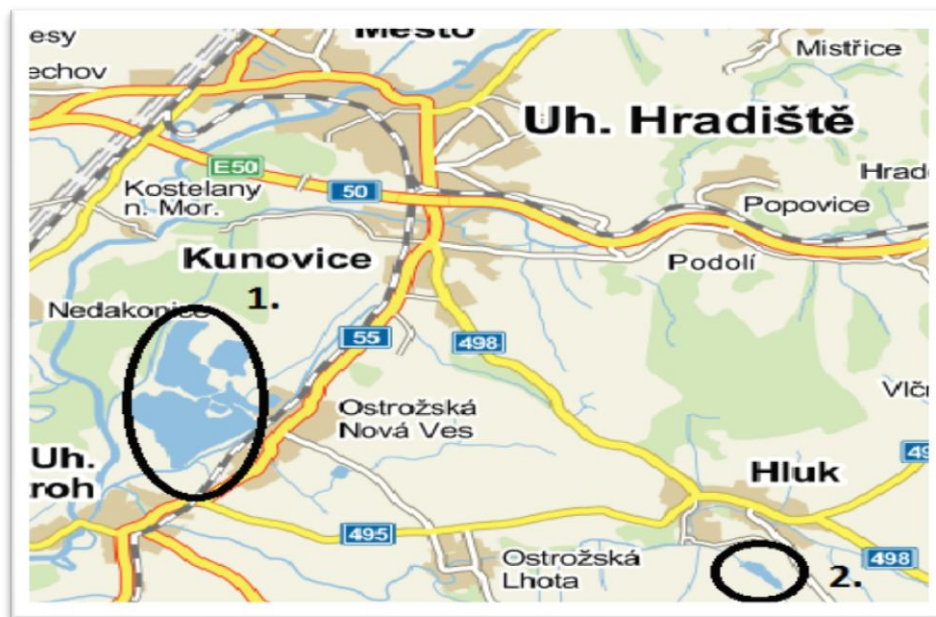 esy
Město
Mistřice
echov
Uh. Hradiště
E50
Kostelany
n. Mor.
50
Hrad
Popovice
Kunovice
Podolí
1.
Nedakonice
55
498
Vlčn
Ostrožská
Nová Ves
Uh.
roh
Hluk
49
495
Ostrožská
Lhota
498
2.